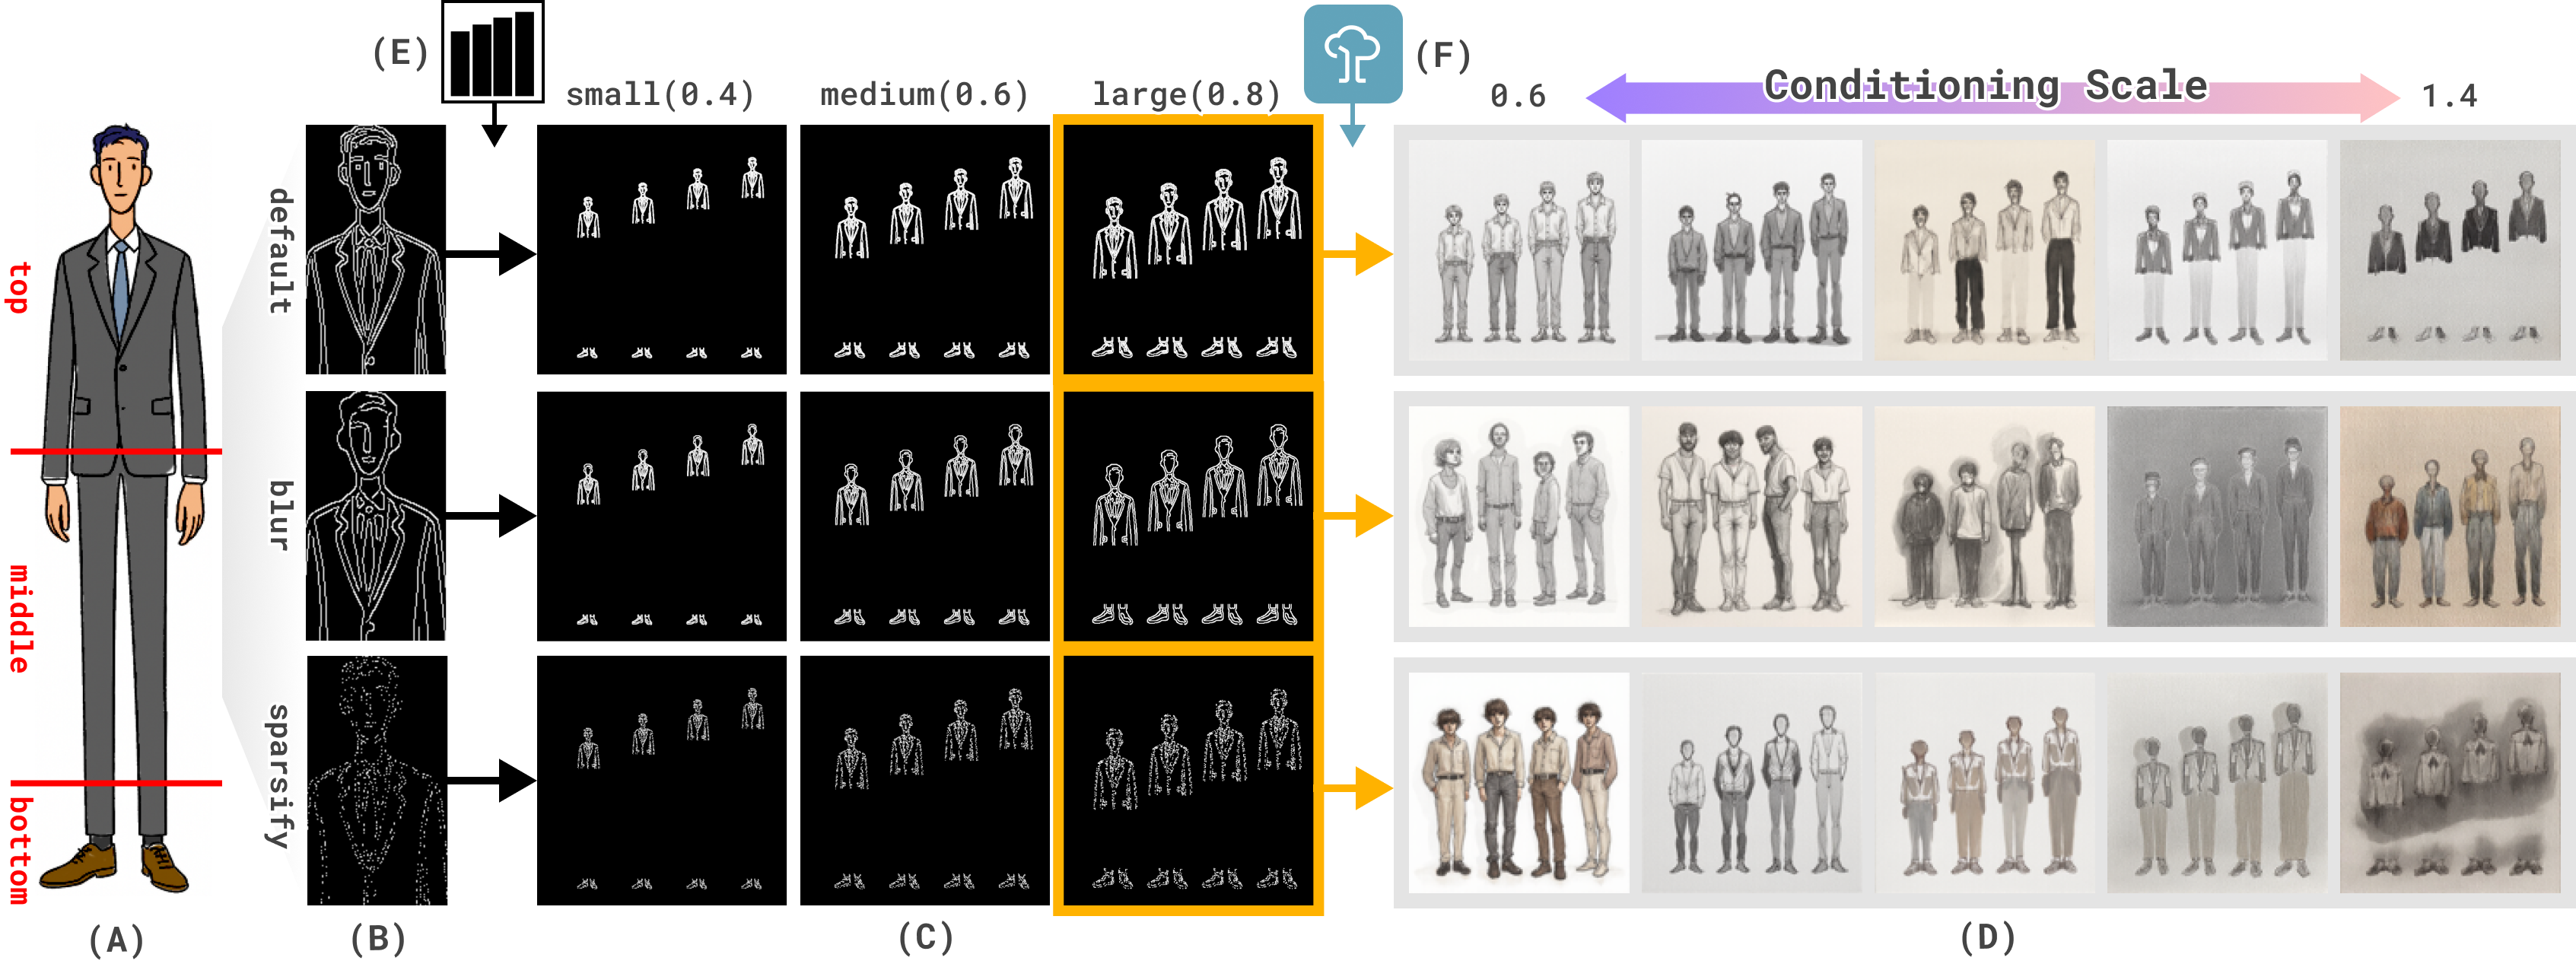 (E)
small(0.4)
medium(0.6)
large(0.8)
(F)
0.6
Conditioning Scale
1.4
top
middle
bottom
default
blur
sparsify
(A)
(B)
(C)
(D)